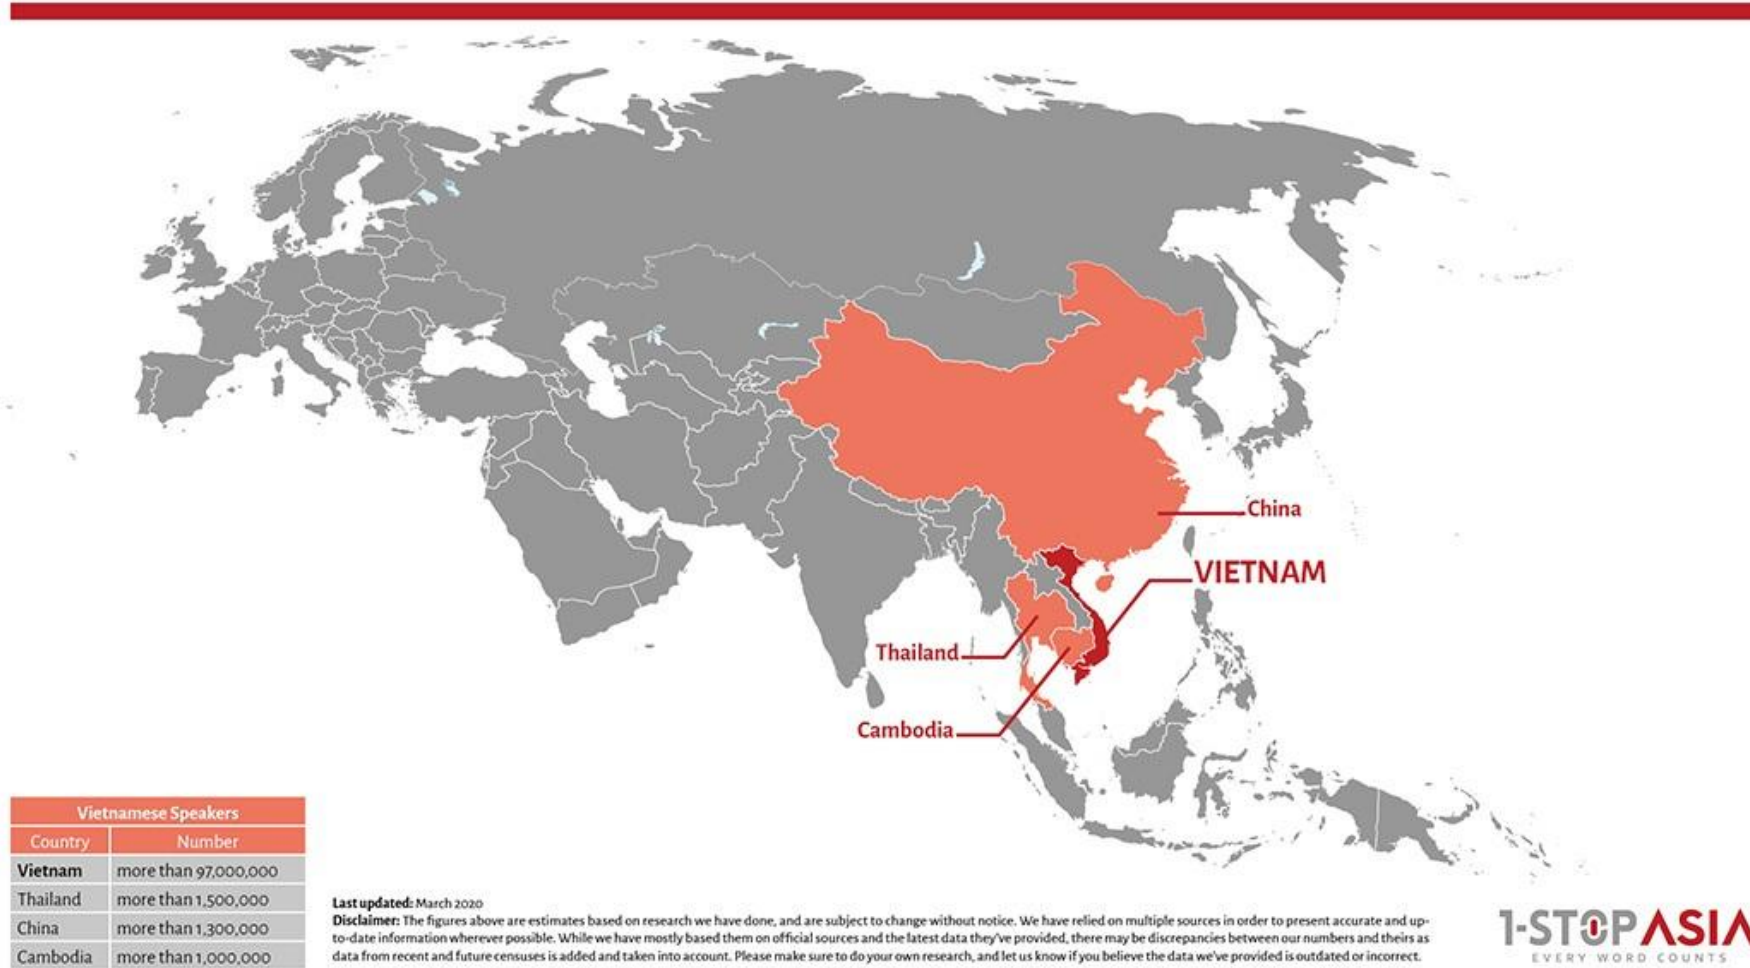 China
VIETNAM
Thailand
Cambodia
Vietnamese Speakers
Country Number
Vietnam more than 97,000,000
Thailand more than 1,500,000
China more than 1,300,000
Cambodia more than 1,000,000
Last updated: March 2020
Disclaimer: The figures above are estimates based on research we have done, and are subject to change without notice. We have relied on multiple sources in order to present accurate and up-
to-date information wherever possible. While we have mostly based them on official sources and the latest data they've provided, there may be discrepancies between our numbers and theirs as
data from recent and future censuses is added and taken into account. Please make sure to do your own research, and let us know if you believe the data we've provided is outdated or incorrect.
1-STOP ASIA
EVERY WORD COUNTS